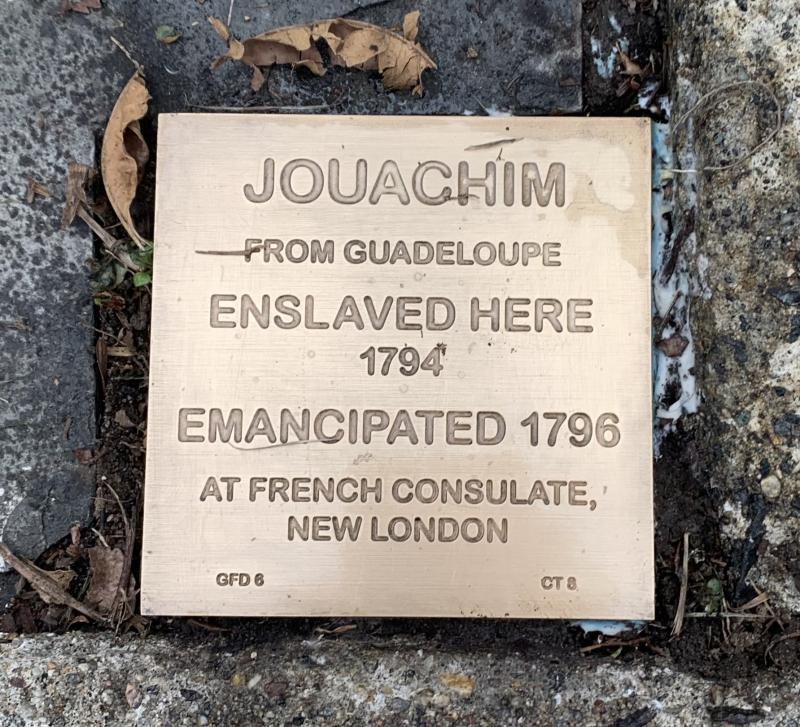 JOUACHIM
FROM GUADELOUPE
ENSLAVED HERE
1794
EMANCIPATED 1796
AT FRENCH CONSULATE,
NEW LONDON
GFD 6 CT 8